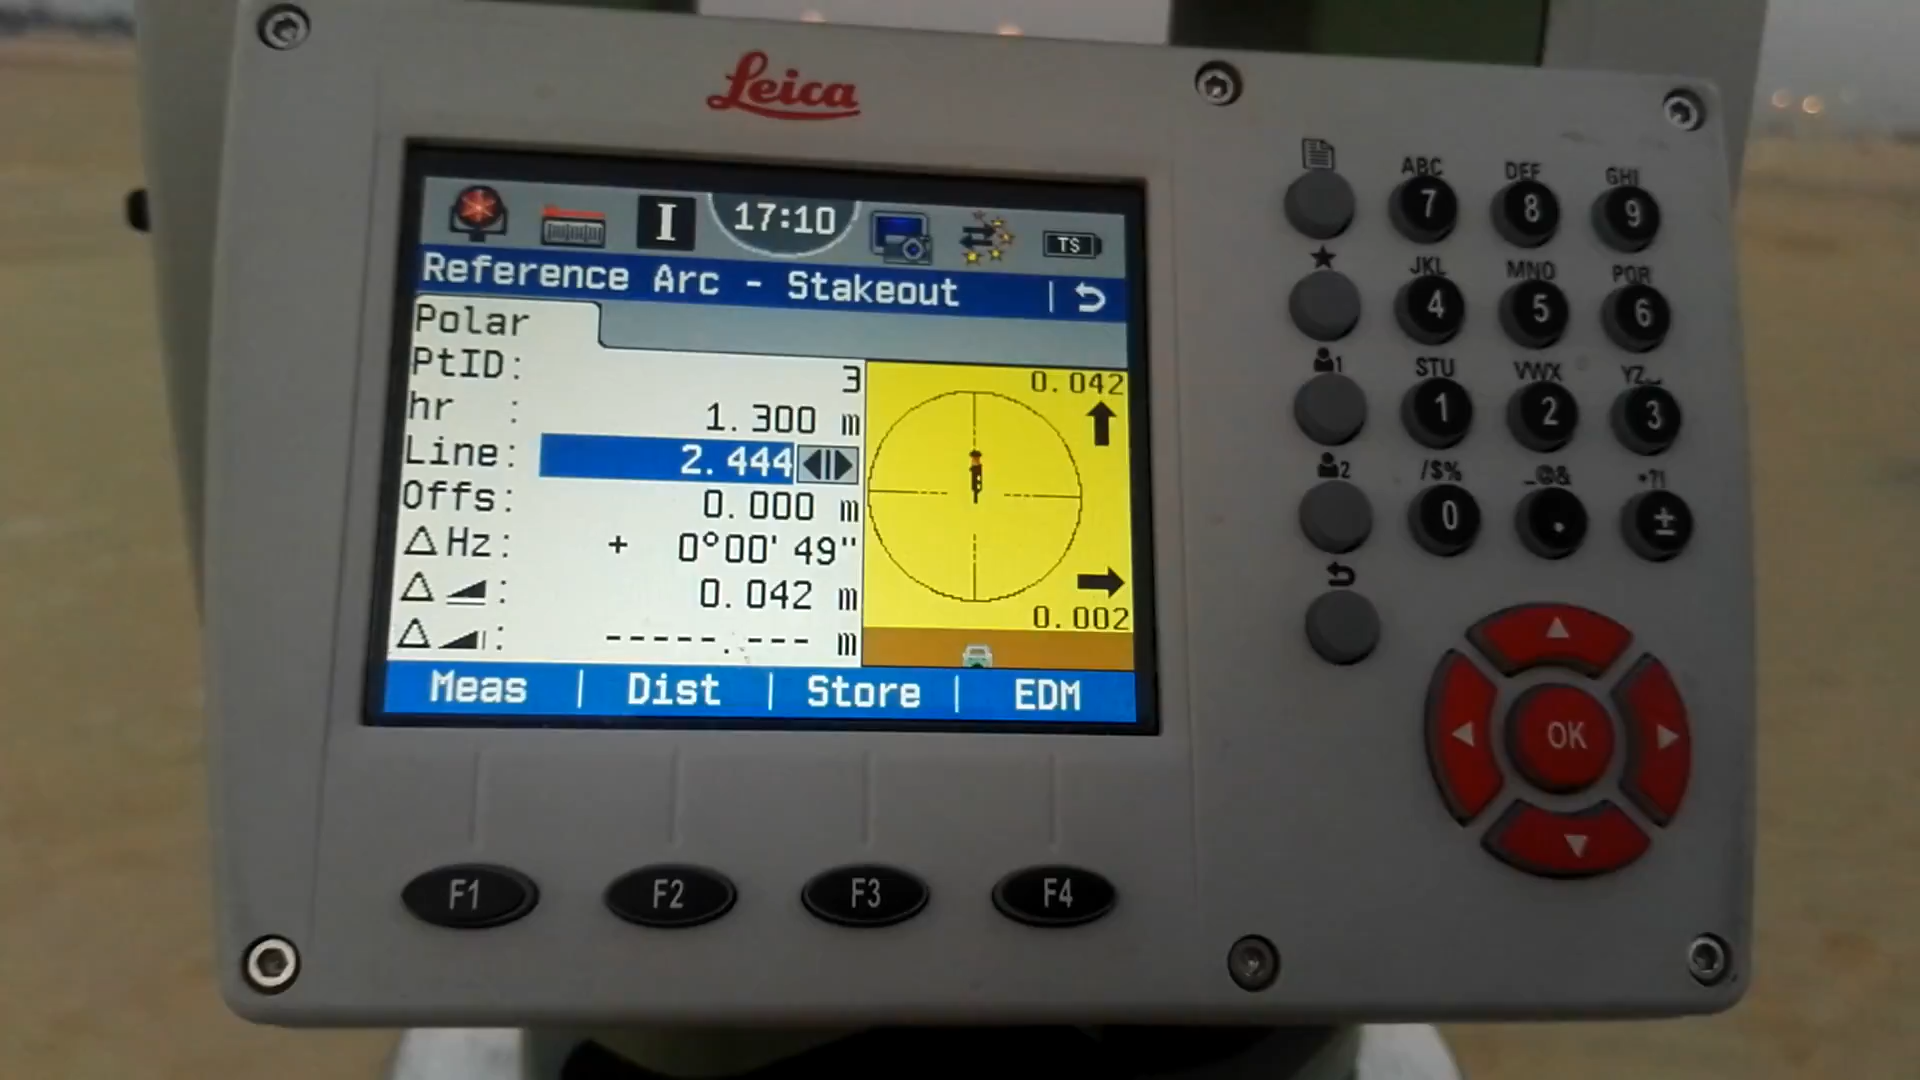 Leica
I 17:10 TS
Reference Arc - Stakeout
Polar
PtID: 3
hr : 1.300 m
Line: 2.444
Offs: 0.000 m
△Hz: + 0°00'49"
△ : 0.042 m
△ : -----.--- m
0.042
0.002
Meas | Dist | Store | EDM
F1 F2 F3 F4
ABC DEF GHI
7 8 9
JKL MNO PQR
4 5 6
1 STU VWX YZ_
1 2 3
2 /$% _@& *?!
0 . ±
OK